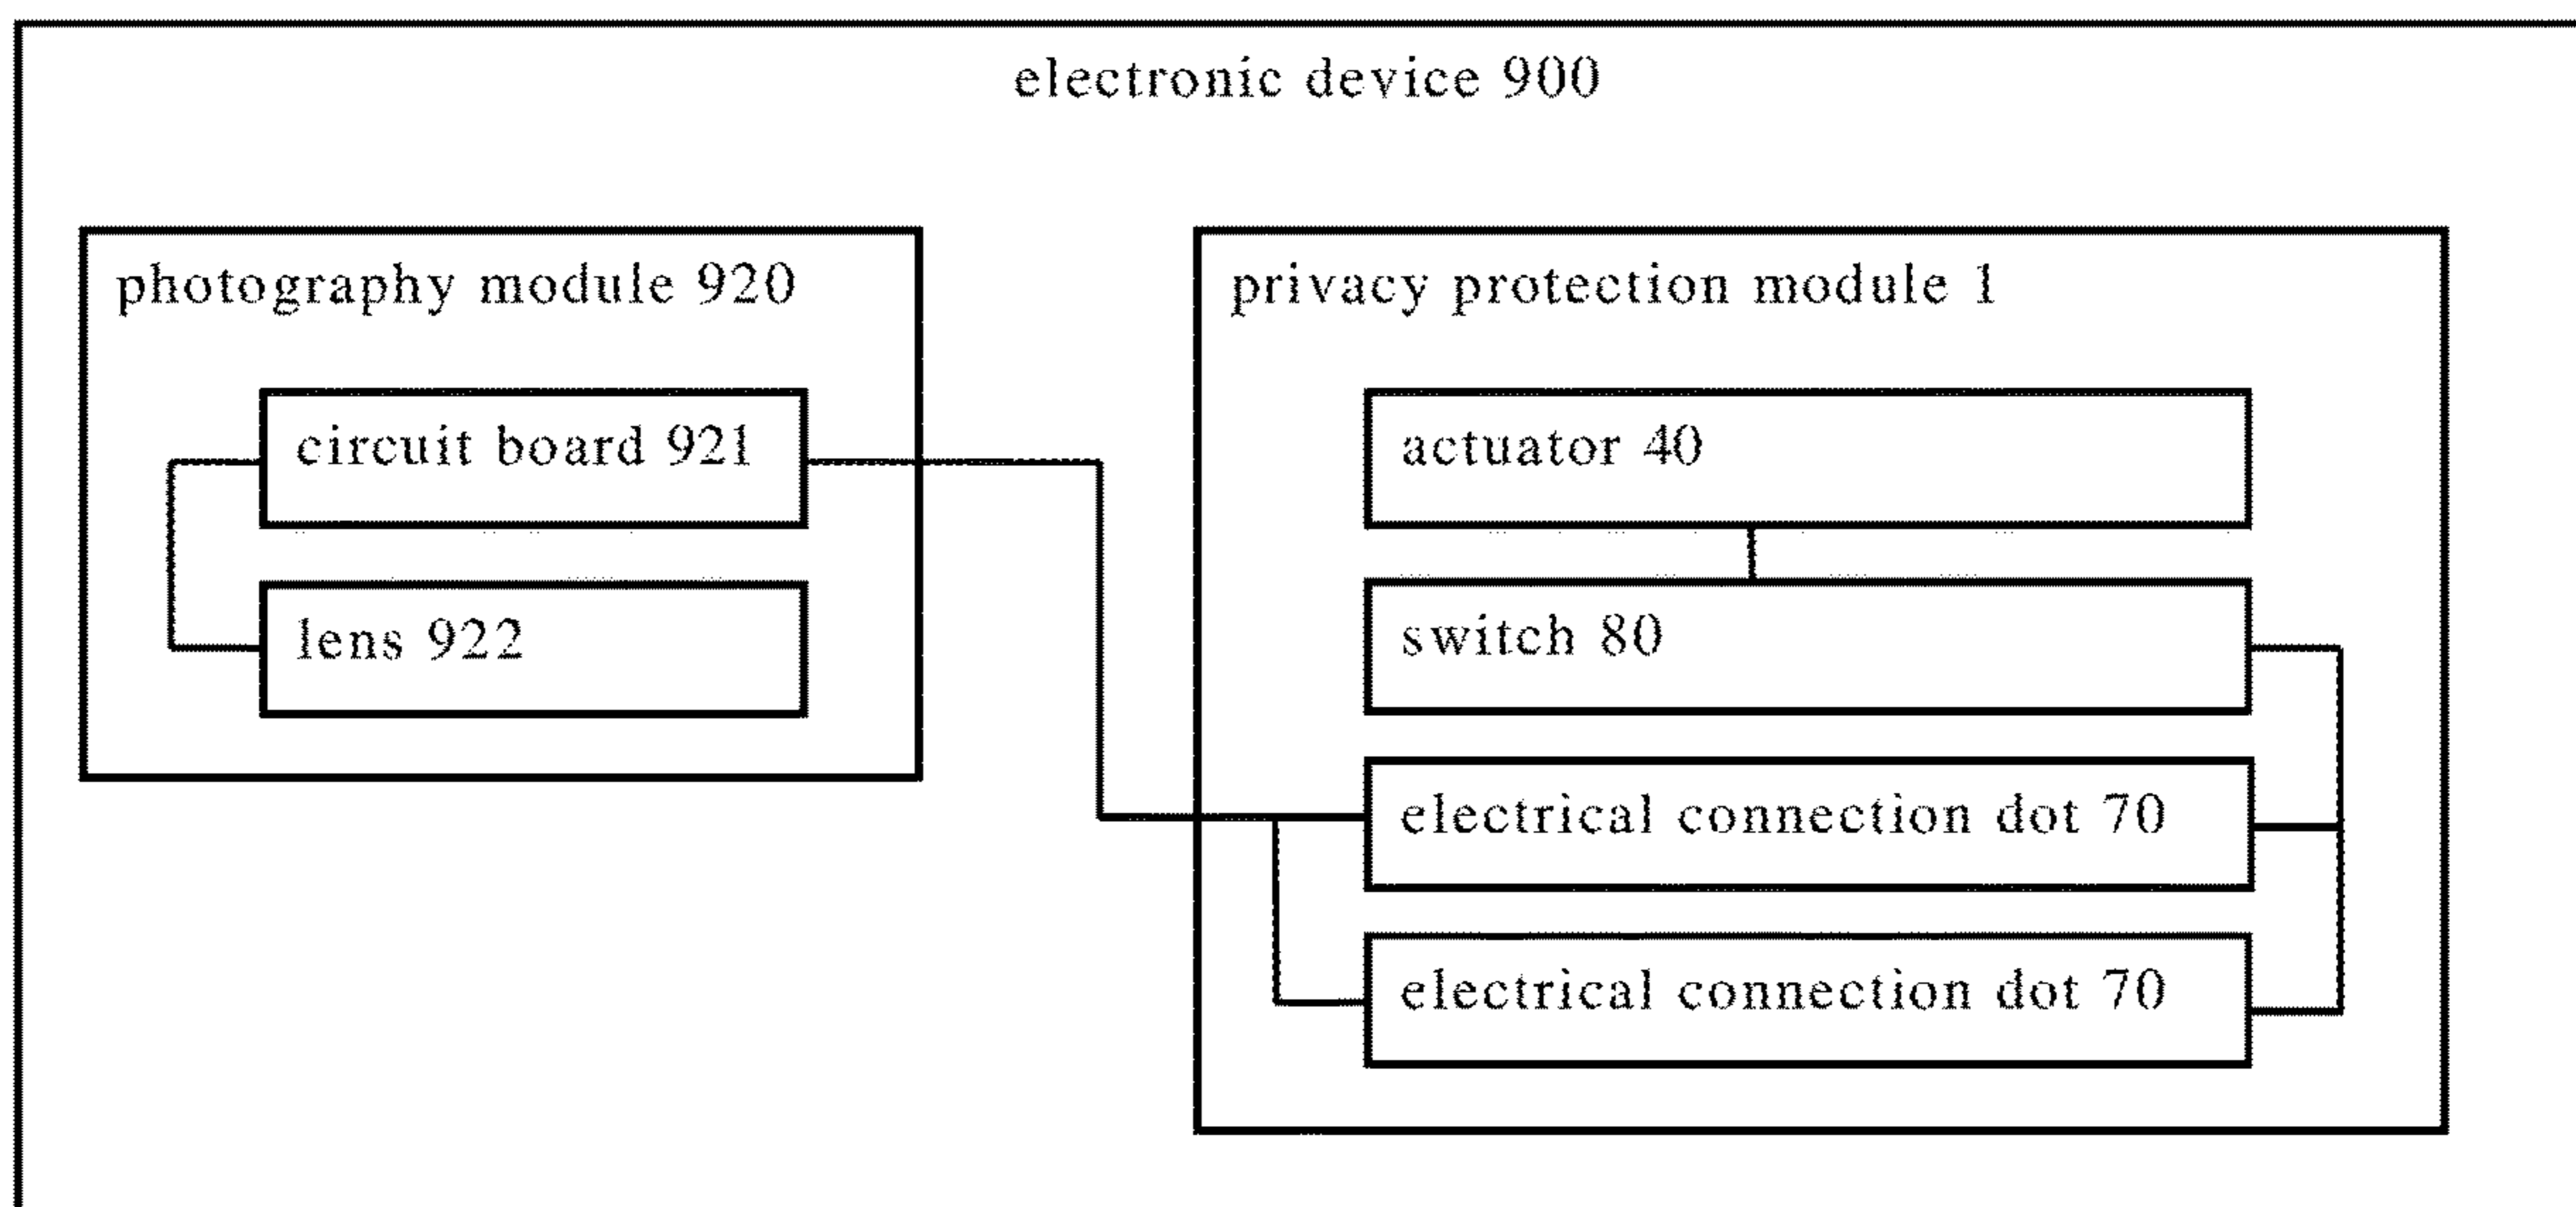 electronic device 900
photography module 920
circuit board 921
lens 922
privacy protection module 1
actuator 40
switch 80
electrical connection dot 70
electrical connection dot 70